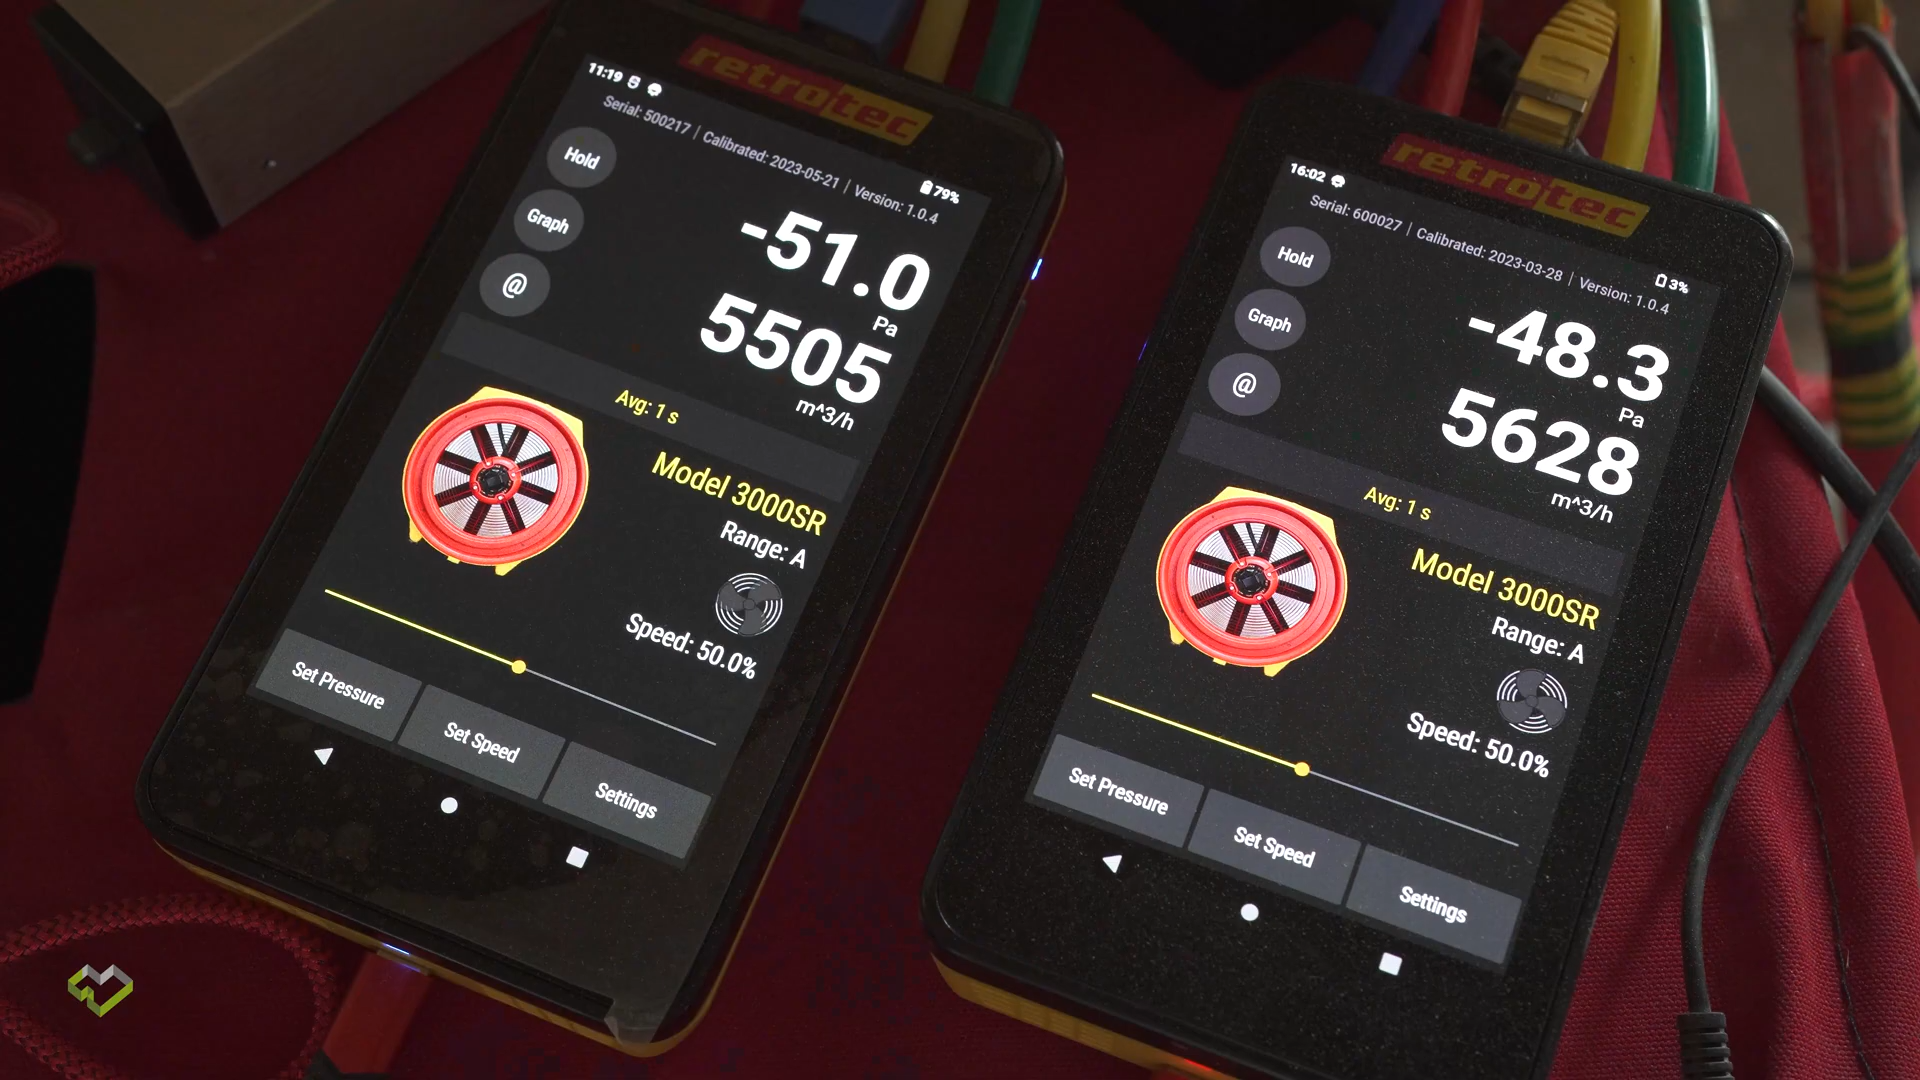 retrotec
11:19
79%
Serial: 500217 | Calibrated: 2023-05-21 | Version: 1.0.4
Hold
Graph
@
-51.0
Pa
5505
m^3/h
Avg: 1 s
Model 3000SR
Range: A
Speed: 50.0%
Set Pressure
Set Speed
Settings
retrotec
16:02
3%
Serial: 600027 | Calibrated: 2023-03-28 | Version: 1.0.4
Hold
Graph
@
-48.3
Pa
5628
m^3/h
Avg: 1 s
Model 3000SR
Range: A
Speed: 50.0%
Set Pressure
Set Speed
Settings